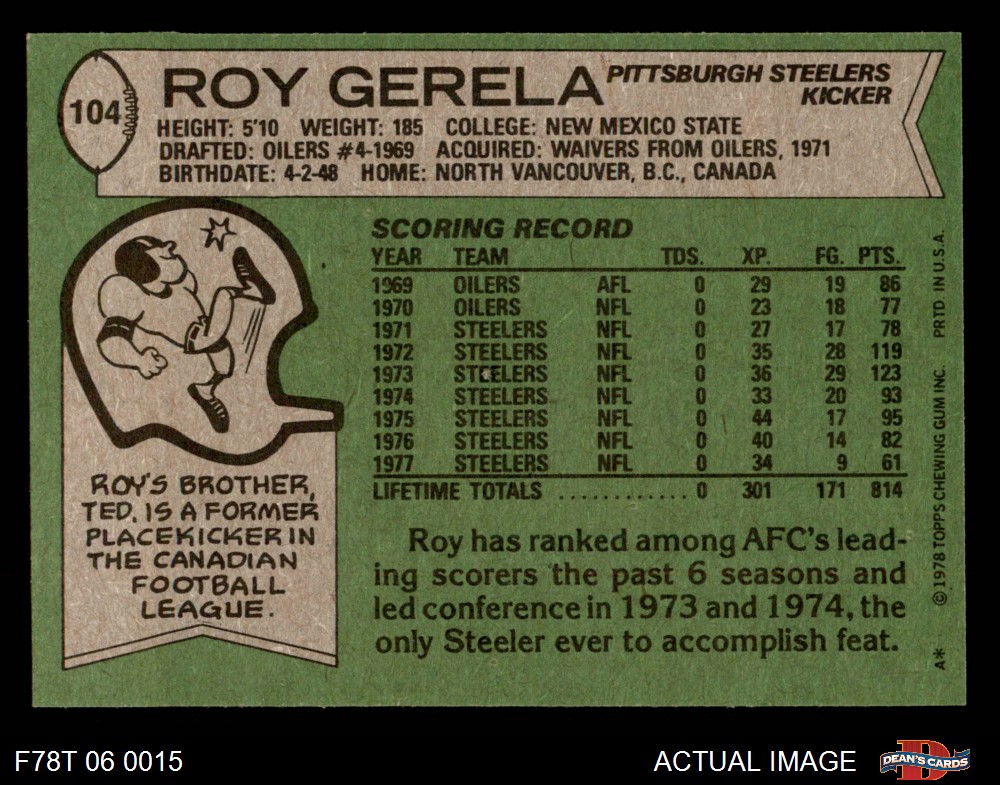 104
ROY GERELA
PITTSBURGH STEELERS
KICKER
HEIGHT: 5'10 WEIGHT: 185 COLLEGE: NEW MEXICO STATE
DRAFTED: OILERS #4-1969 ACQUIRED: WAIVERS FROM OILERS, 1971
BIRTHDATE: 4-2-48 HOME: NORTH VANCOUVER, B.C., CANADA
SCORING RECORD
YEAR TEAM TDS. XP. FG. PTS.
1969 OILERS AFL 0 29 19 86
1970 OILERS NFL 0 23 18 77
1971 STEELERS NFL 0 27 17 78
1972 STEELERS NFL 0 35 28 119
1973 STEELERS NFL 0 36 29 123
1974 STEELERS NFL 0 33 20 93
1975 STEELERS NFL 0 44 17 95
1976 STEELERS NFL 0 40 14 82
1977 STEELERS NFL 0 34 9 61
LIFETIME TOTALS ............ 0 301 171 814
Roy has ranked among AFC's lead-
ing scorers the past 6 seasons and
led conference in 1973 and 1974, the
only Steeler ever to accomplish feat.
ROY'S BROTHER,
TED, IS A FORMER
PLACEKICKER IN
THE CANADIAN
FOOTBALL
LEAGUE.
A* © 1978 TOPPS CHEWING GUM INC. PRTD. IN U.S.A.
F78T 06 0015
ACTUAL IMAGE
D
DEAN'S CARDS